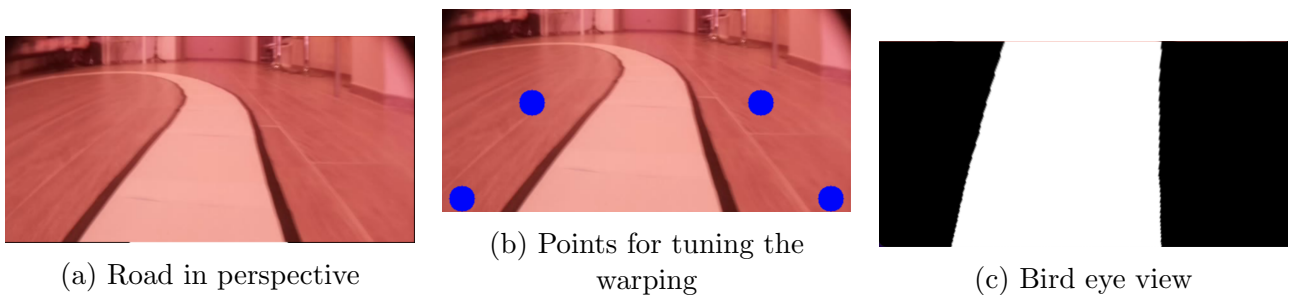 (a) Road in perspective
(b) Points for tuning the
warping
(c) Bird eye view